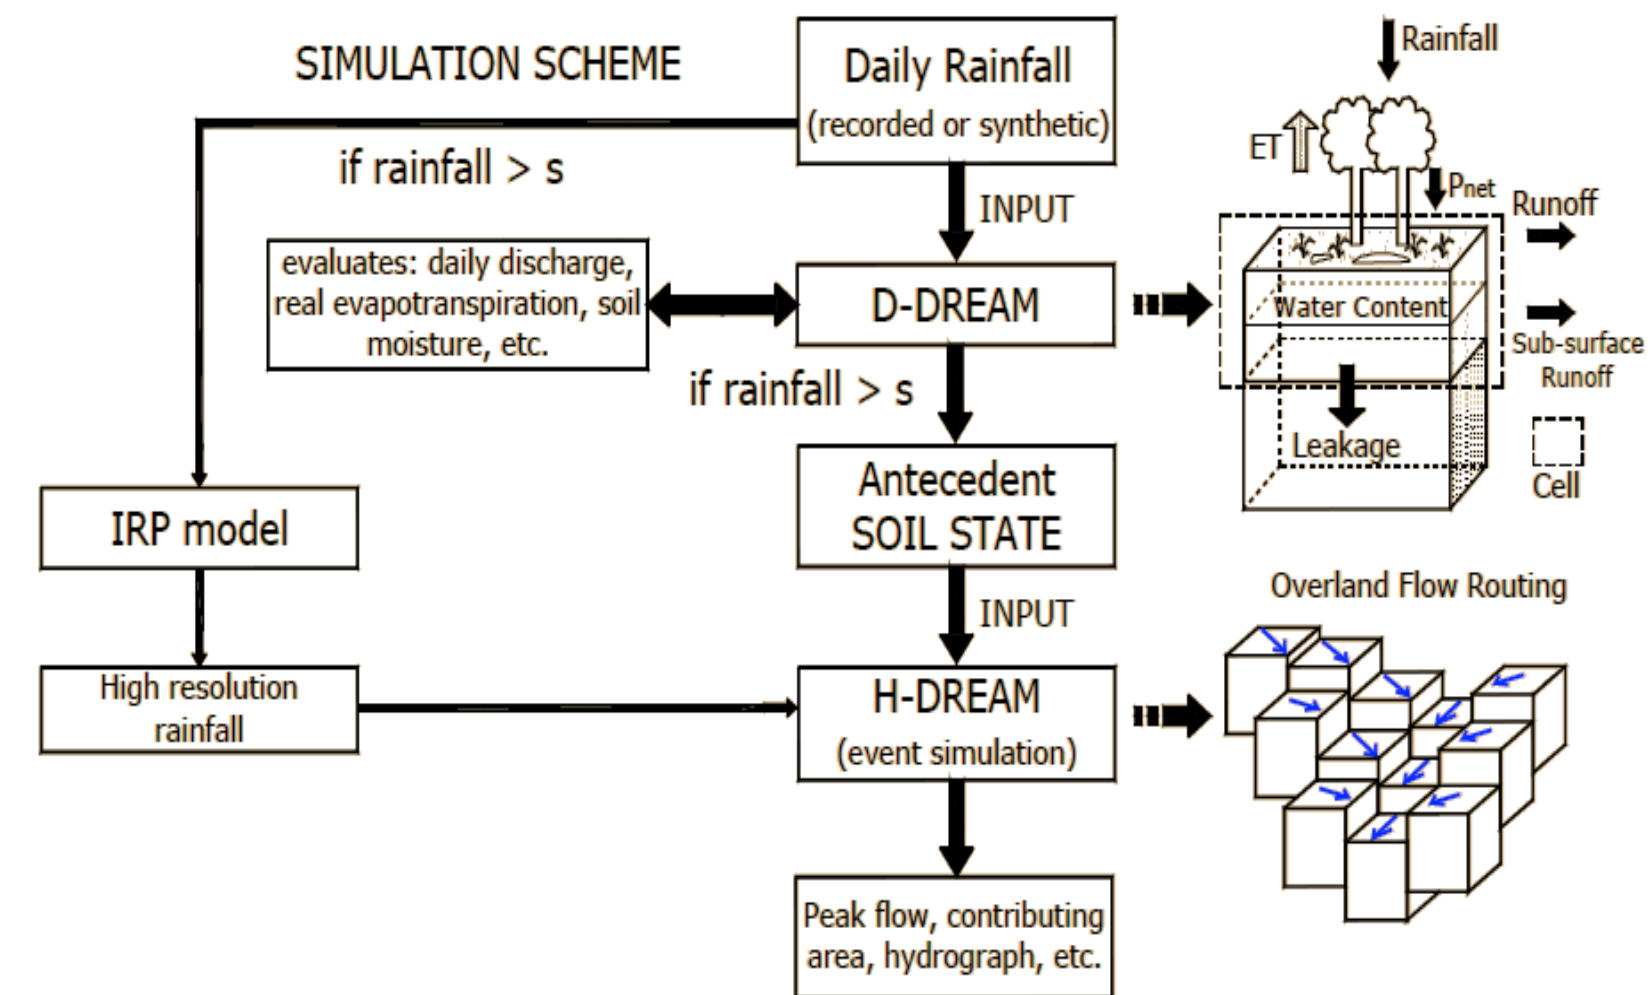 SIMULATION SCHEME
Daily Rainfall
(recorded or synthetic)
if rainfall > s
INPUT
evaluates: daily discharge,
real evapotranspiration, soil
moisture, etc.
D-DREAM
if rainfall > s
Antecedent
SOIL STATE
IRP model
INPUT
High resolution
rainfall
H-DREAM
(event simulation)
Peak flow, contributing
area, hydrograph, etc.
Rainfall
ET
Pnet
Runoff
Water Content
Sub-surface
Runoff
Leakage
Cell
Overland Flow Routing